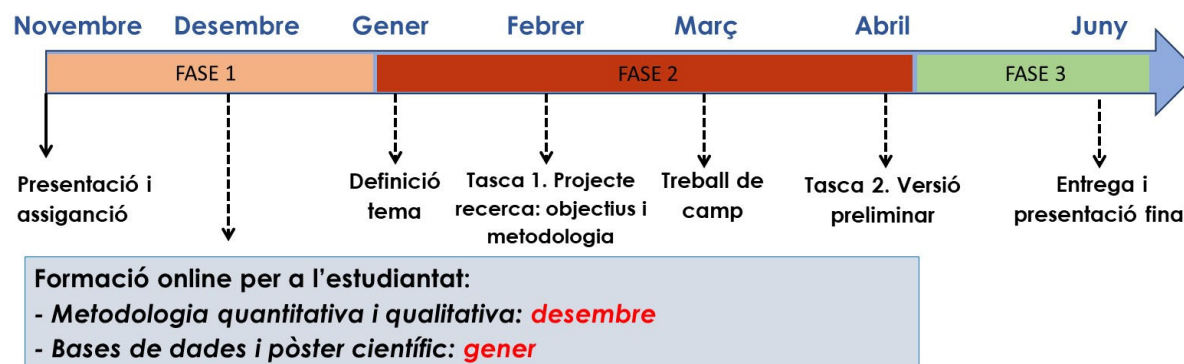 Novembre Desembre Gener Febrer Març Abril Juny
FASE 1 FASE 2 FASE 3
Presentació i
assiganció
Definició
tema
Tasca 1. Projecte
recerca: objectius i
metodologia
Treball de
camp
Tasca 2. Versió
preliminar
Entrega i
presentació fina
Formació online per a l'estudiantat:
- Metodologia quantitativa i qualitativa: desembre
- Bases de dades i pòster científic: gener